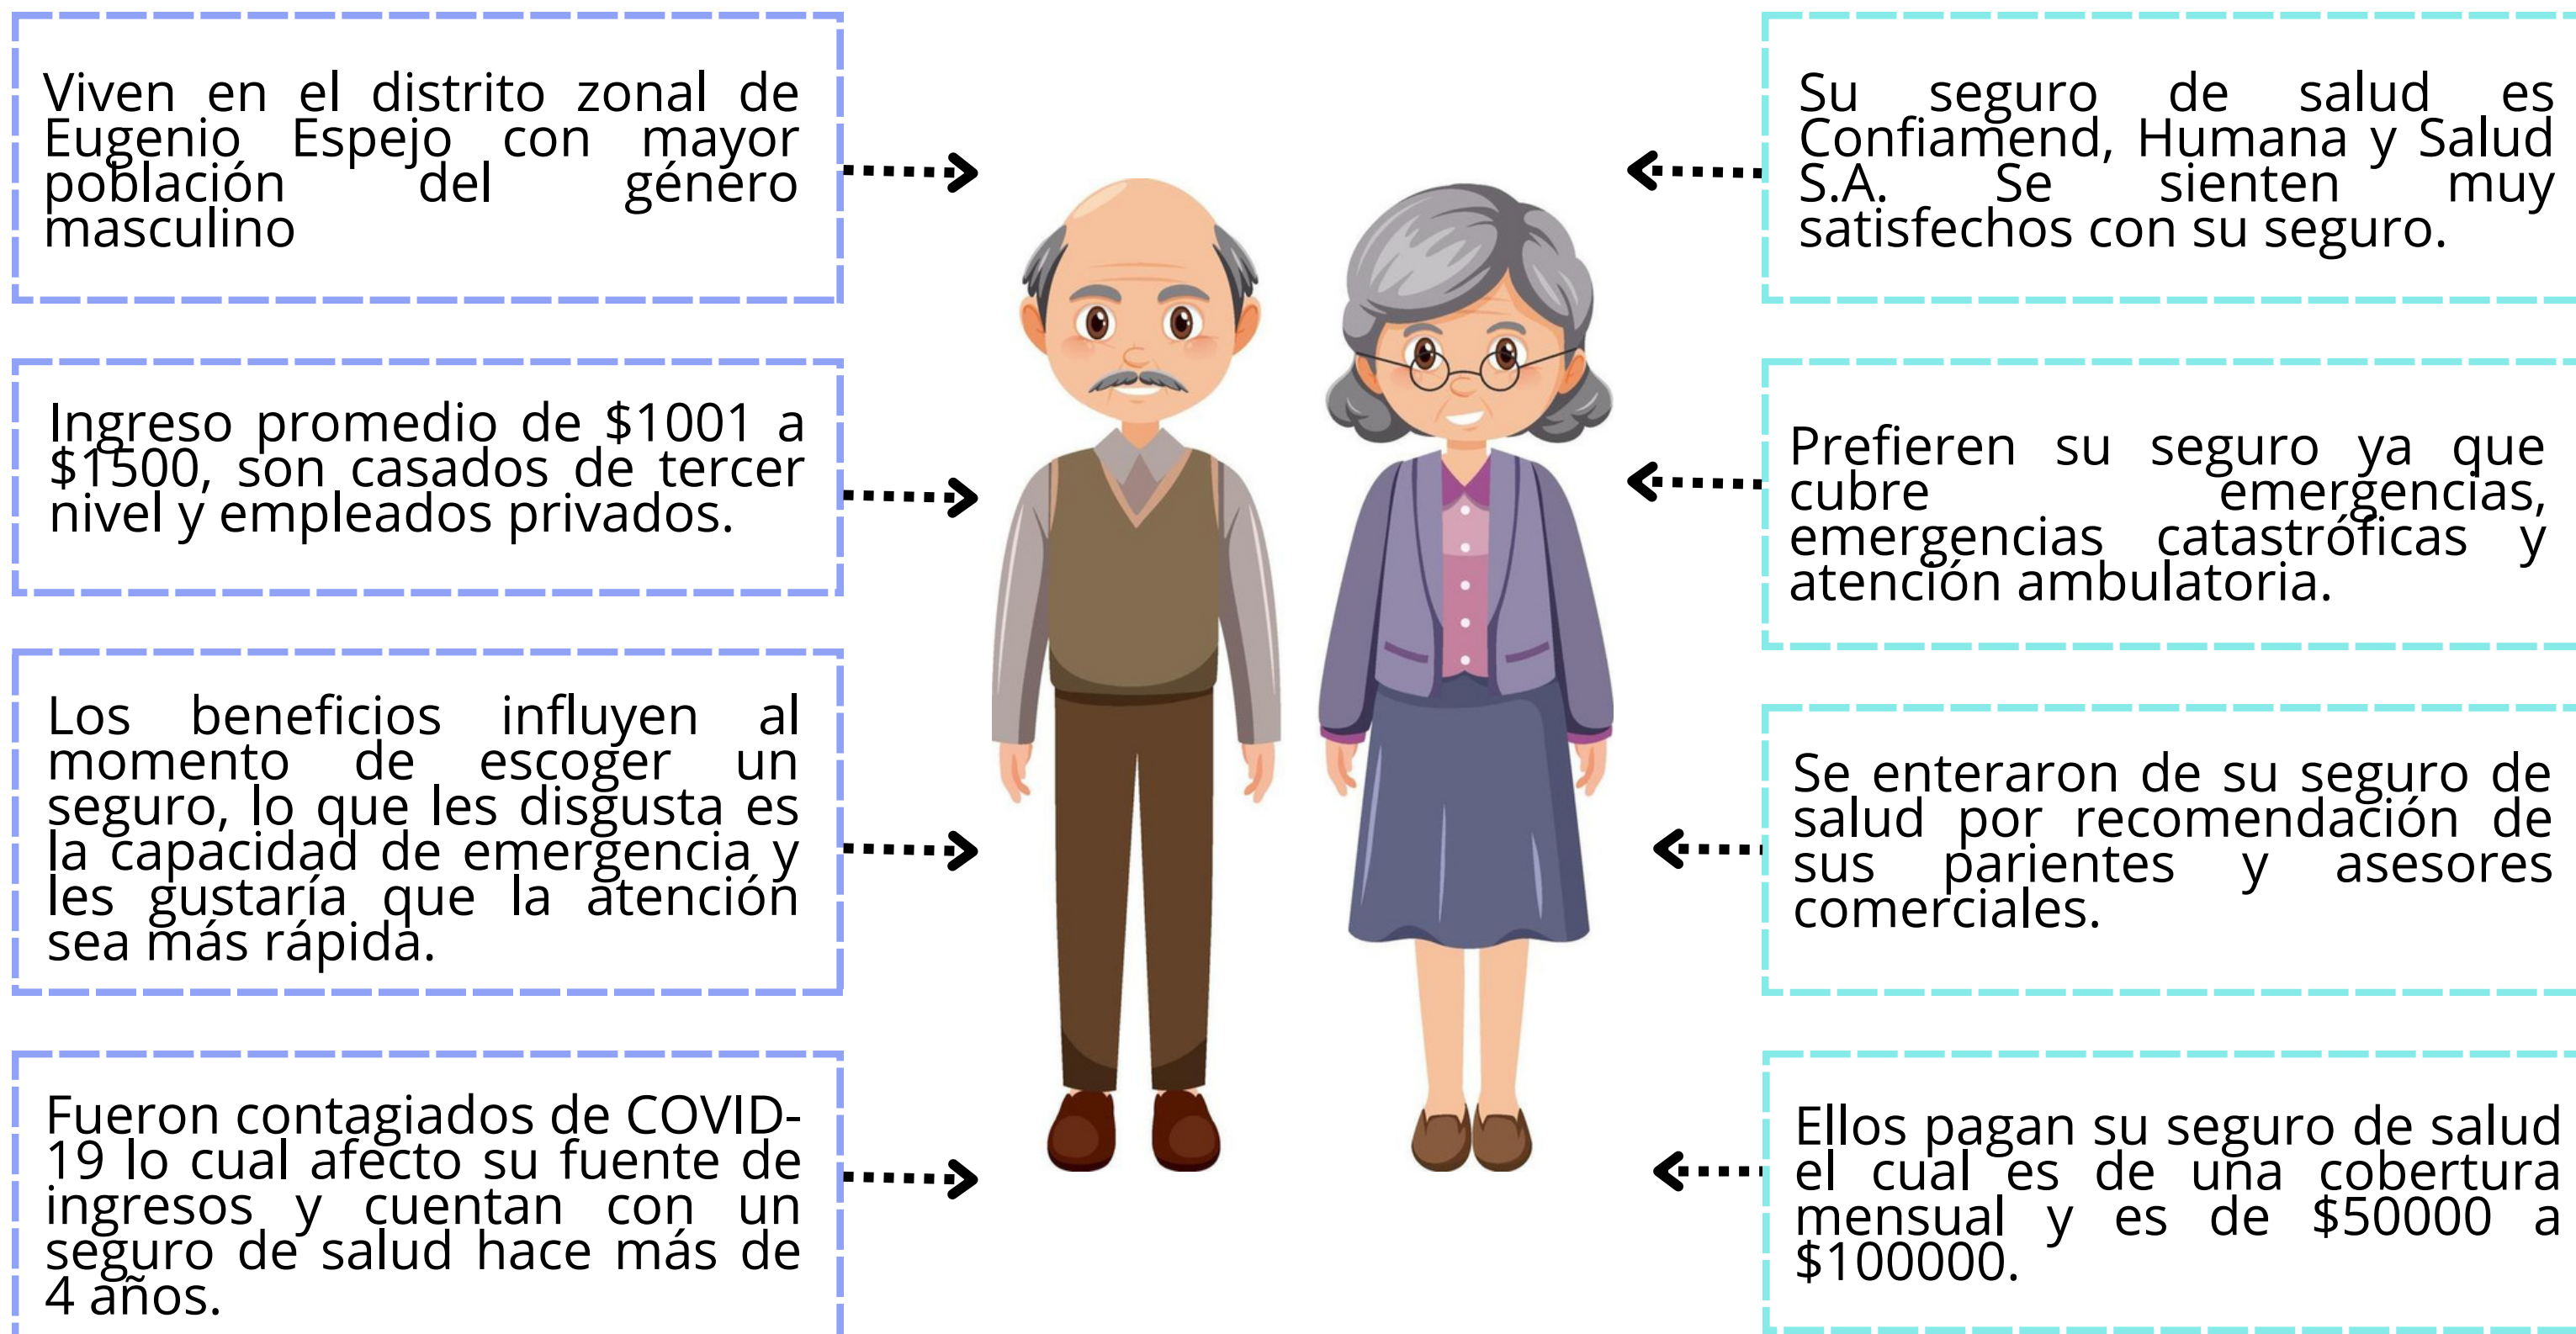 Viven en el distrito zonal de
Eugenio Espejo con mayor
población del género
masculino
Ingreso promedio de $1001 a
$1500, son casados de tercer
nivel y empleados privados.
Los beneficios influyen al
momento de escoger un
seguro, lo que les disgusta es
la capacidad de emergencia y
les gustaría que la atención
sea más rápida.
Fueron contagiados de COVID-
19 lo cual afecto su fuente de
ingresos y cuentan con un
seguro de salud hace más de
4 años.
Su seguro de salud es
Confiamend, Humana y Salud
S.A. Se sienten muy
satisfechos con su seguro.
Prefieren su seguro ya que
cubre emergencias,
emergencias catastróficas y
atención ambulatoria.
Se enteraron de su seguro de
salud por recomendación de
sus parientes y asesores
comerciales.
Ellos pagan su seguro de salud
el cual es de una cobertura
mensual y es de $50000 a
$100000.